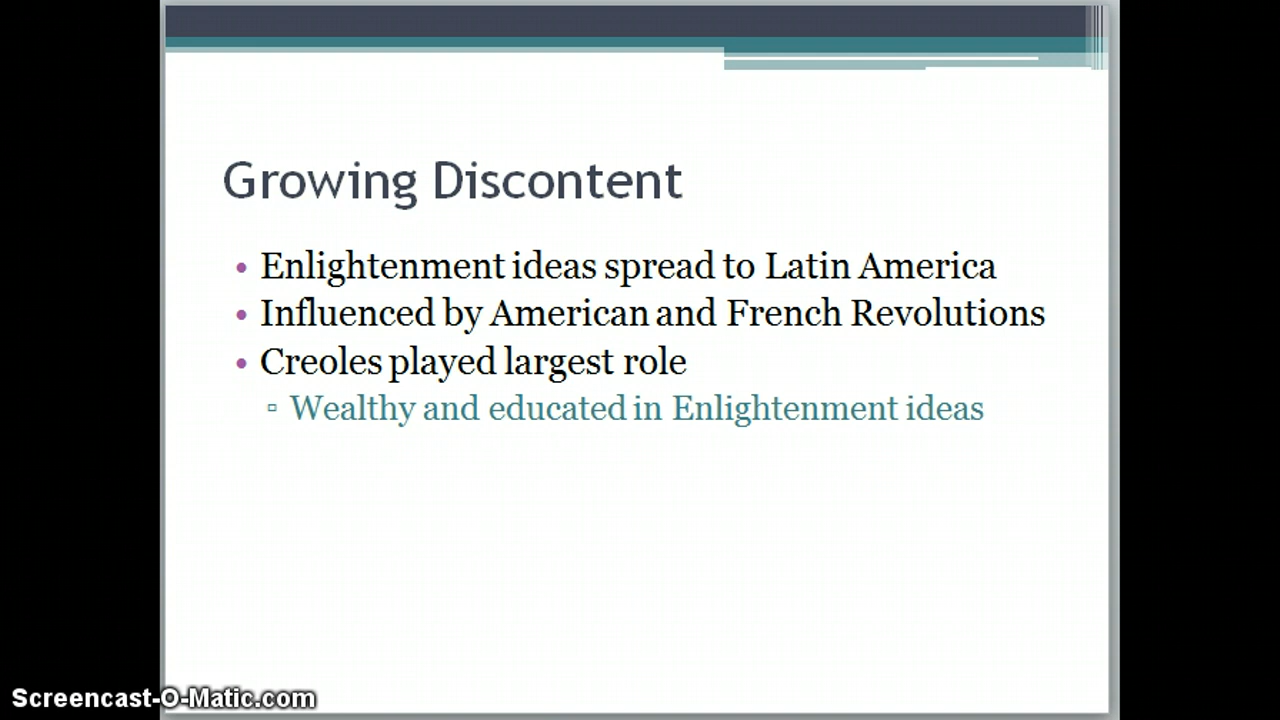 Growing Discontent
• Enlightenment ideas spread to Latin America
• Influenced by American and French Revolutions
• Creoles played largest role
▫ Wealthy and educated in Enlightenment ideas
Screencast-O-Matic.com